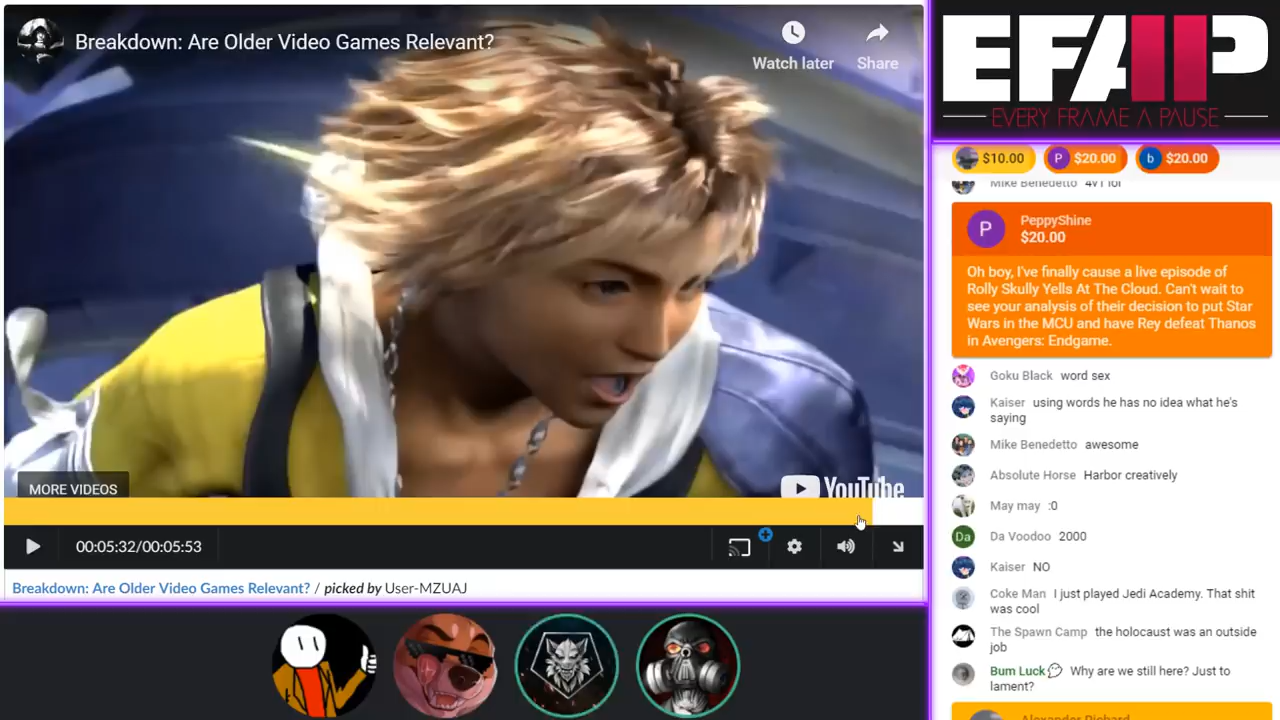 Breakdown: Are Older Video Games Relevant?
Watch later
Share
MORE VIDEOS
YouTube
00:05:32/00:05:53
Breakdown: Are Older Video Games Relevant? / picked by User-MZUAJ
EFAP
EVERY FRAME A PAUSE
$10.00
P $20.00
b $20.00
Mike Benedetto 4v1 lol
P
PeppyShine
$20.00
Oh boy, I've finally cause a live episode of
Rolly Skully Yells At The Cloud. Can't wait to
see your analysis of their decision to put Star
Wars in the MCU and have Rey defeat Thanos
in Avengers: Endgame.
Goku Black word sex
Kaiser using words he has no idea what he's
saying
Mike Benedetto awesome
Absolute Horse Harbor creatively
May may :0
Da Da Voodoo 2000
Kaiser NO
Coke Man I just played Jedi Academy. That shit
was cool
The Spawn Camp the holocaust was an outside
job
Bum Luck Why are we still here? Just to
lament?
Alexander Richard